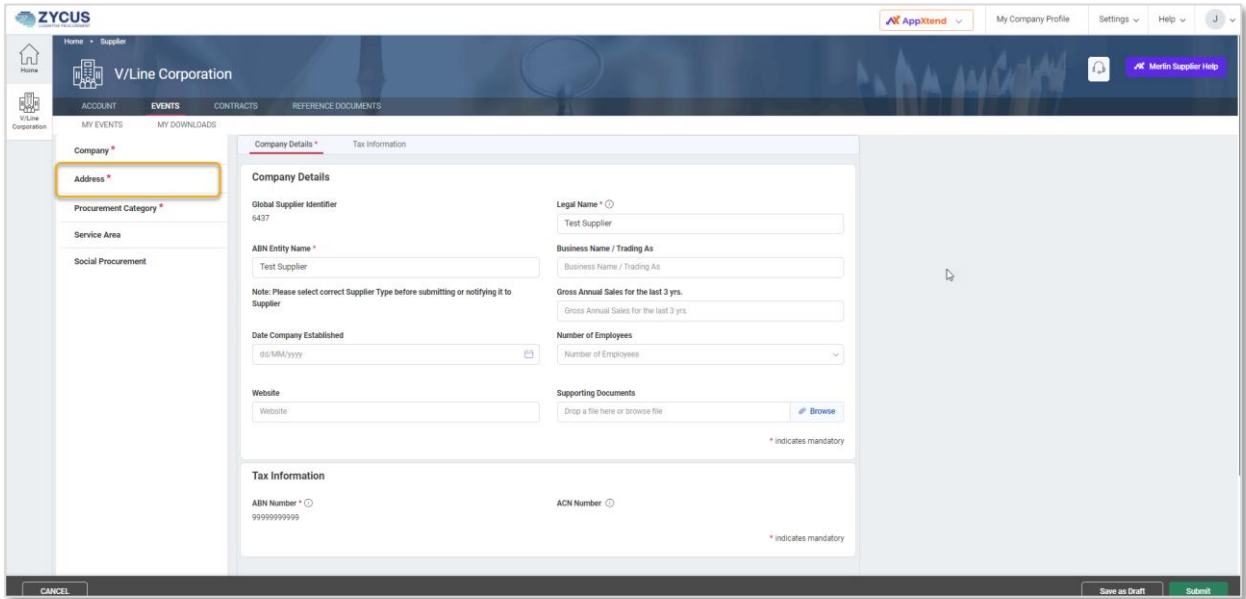 ZYCUS
AppXtend
My Company Profile
Settings
Help
J
Home
V/Line Corporation
Home Supplier
V/Line Corporation
Merlin Supplier Help
ACCOUNT EVENTS CONTRACTS REFERENCE DOCUMENTS
MY EVENTS MY DOWNLOADS
Company *
Address *
Procurement Category *
Service Area
Social Procurement
Company Details * Tax Information
Company Details
Global Supplier Identifier
6437
Legal Name *
Test Supplier
ABN Entity Name *
Test Supplier
Business Name / Trading As
Business Name / Trading As
Note: Please select correct Supplier Type before submitting or notifying it to
Supplier
Gross Annual Sales for the last 3 yrs.
Gross Annual Sales for the last 3 yrs.
Date Company Established
dd/MM/yyyy
Number of Employees
Number of Employees
Website
Website
Supporting Documents
Drop a file here or browse file Browse
* indicates mandatory
Tax Information
ABN Number *
99999999999
ACN Number
* indicates mandatory
CANCEL
Save as Draft
Submit